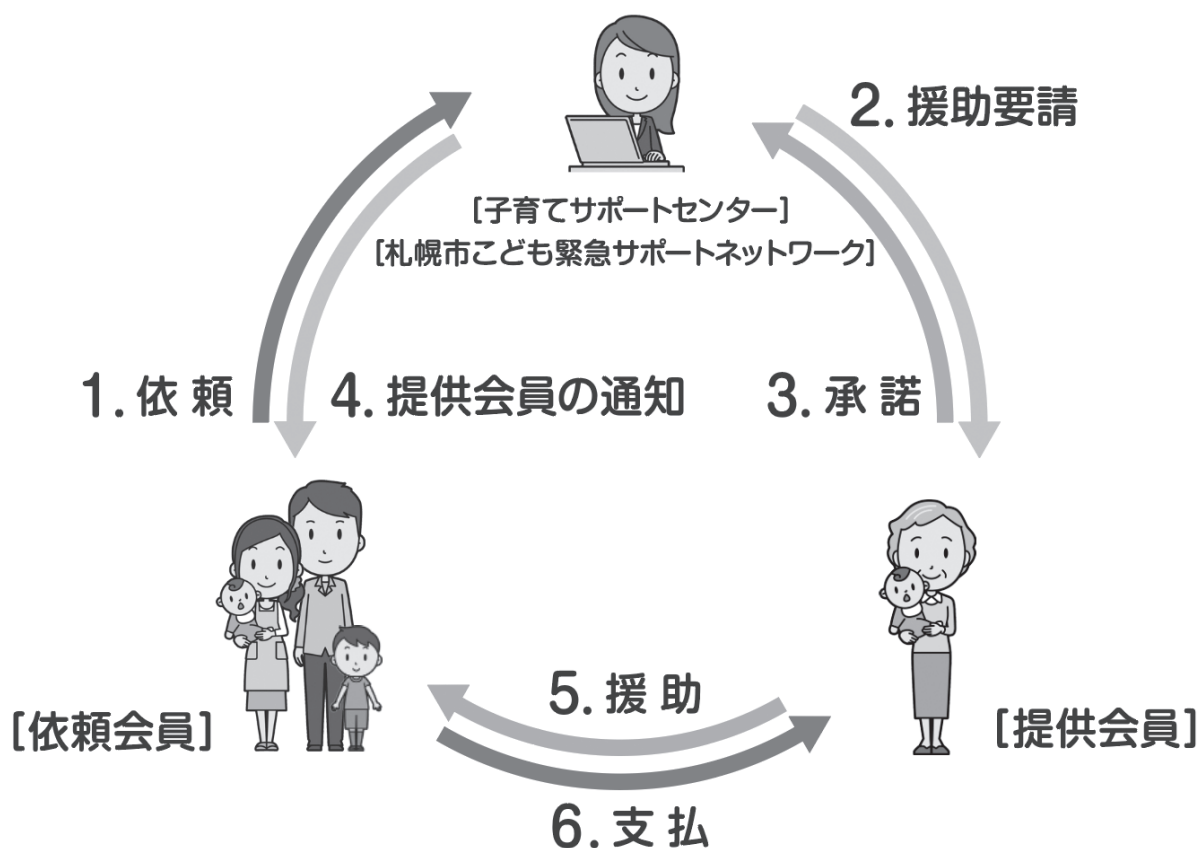 2. 援助要請
[子育てサポートセンター]
[札幌市こども緊急サポートネットワーク]
1. 依頼
4. 提供会員の通知
3. 承諾
5. 援助
[依頼会員]
[提供会員]
6. 支払